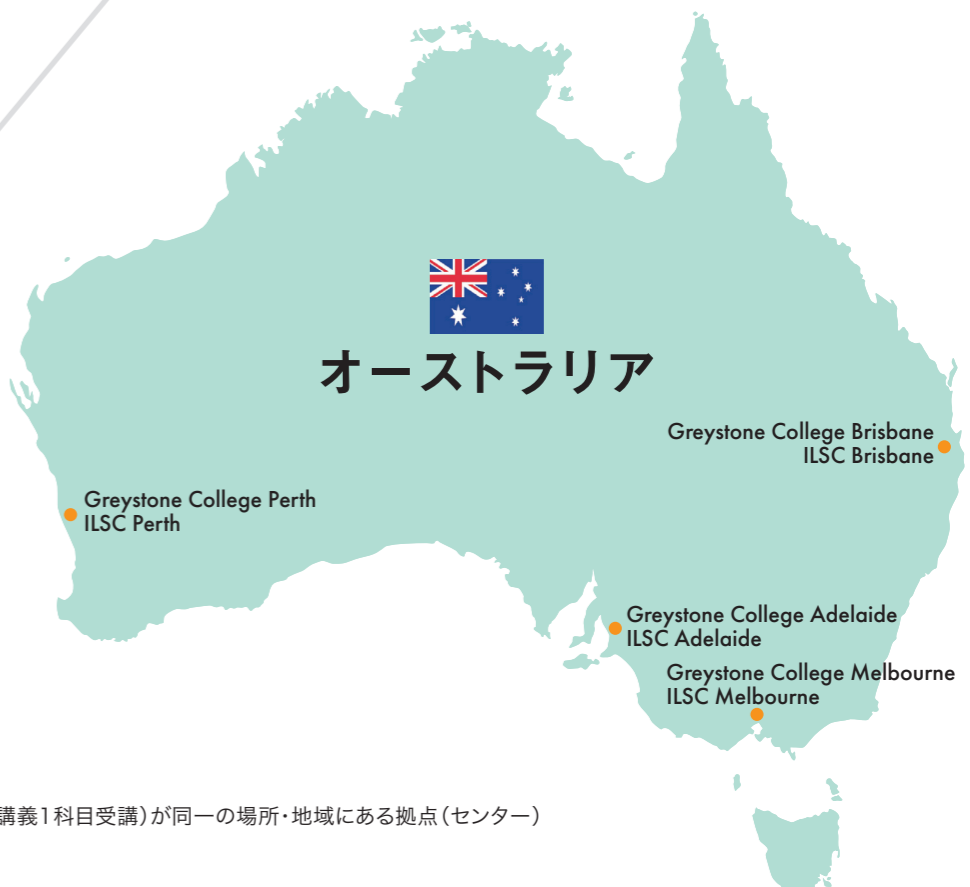 オーストラリア
Greystone College Brisbane
ILSC Brisbane
Greystone College Perth
ILSC Perth
Greystone College Adelaide
ILSC Adelaide
Greystone College Melbourne
ILSC Melbourne
講義1科目受講)が同一の場所・地域にある拠点(センター)